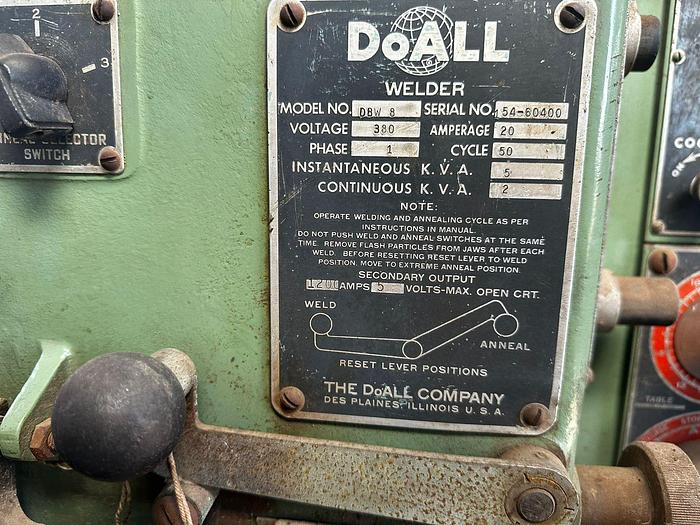 2
3
SELECTOR
SWITCH
DOALL
WELDER
MODEL NO. DBW 8 SERIAL NO. 154-60400
VOLTAGE 380 AMPERAGE 20
PHASE 1 CYCLE 50
INSTANTANEOUS K.V.A. 5
CONTINUOUS K.V.A. 2
NOTE:
OPERATE WELDING AND ANNEALING CYCLE AS PER
INSTRUCTIONS IN MANUAL.
DO NOT PUSH WELD AND ANNEAL SWITCHES AT THE SAME
TIME. REMOVE FLASH PARTICLES FROM JAWS AFTER EACH
WELD. BEFORE RESETTING RESET LEVER TO WELD
POSITION, MOVE TO EXTREME ANNEAL POSITION.
SECONDARY OUTPUT
1200 AMPS 5 VOLTS-MAX. OPEN CRT.
WELD
ANNEAL
RESET LEVER POSITIONS
THE DOALL COMPANY
DES PLAINES, ILLINOIS U.S.A.
TABLE